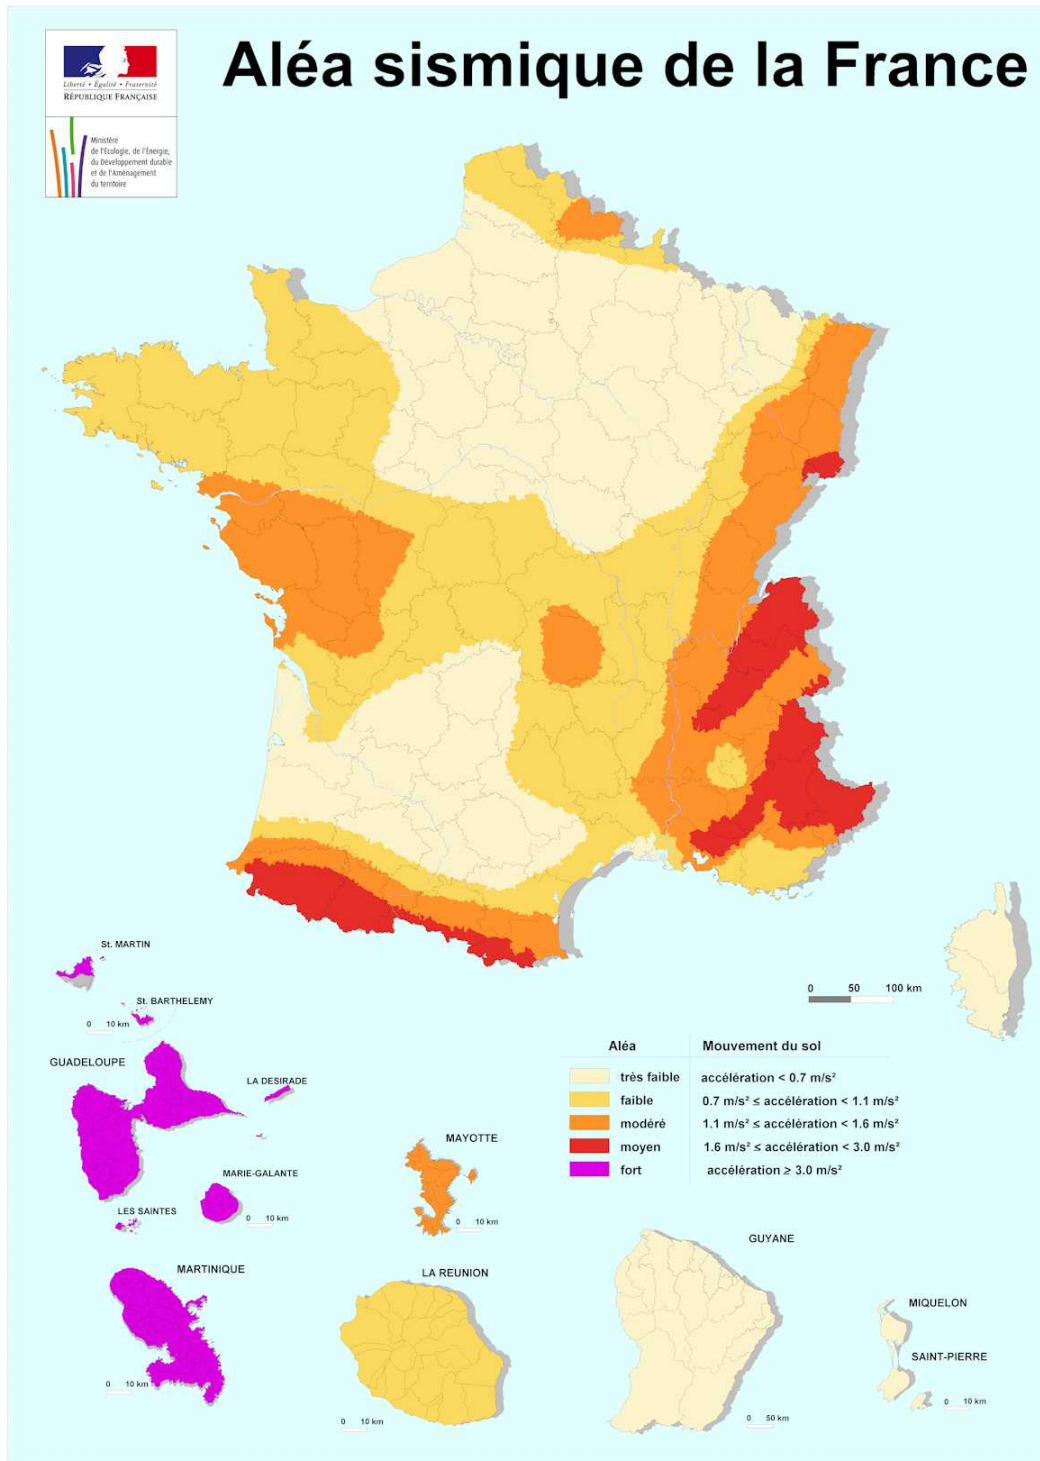 Aléa sismique de la France
Liberté • Égalité • Fraternité
RÉPUBLIQUE FRANÇAISE
Ministère
de l'Écologie, de l'Énergie,
du Développement durable
et de l'Aménagement
du territoire
St. MARTIN
St. BARTHELEMY
0 10 km
GUADELOUPE
LA DESIRADE
MARIE-GALANTE
0 10 km
LES SAINTES
MARTINIQUE
0 10 km
MAYOTTE
0 10 km
LA REUNION
0 10 km
0 50 100 km
Aléa Mouvement du sol
très faible accélération < 0.7 m/s²
faible 0.7 m/s² ≤ accélération < 1.1 m/s²
modéré 1.1 m/s² ≤ accélération < 1.6 m/s²
moyen 1.6 m/s² ≤ accélération < 3.0 m/s²
fort accélération ≥ 3.0 m/s²
GUYANE
0 50 km
MIQUELON
SAINT-PIERRE
0 10 km